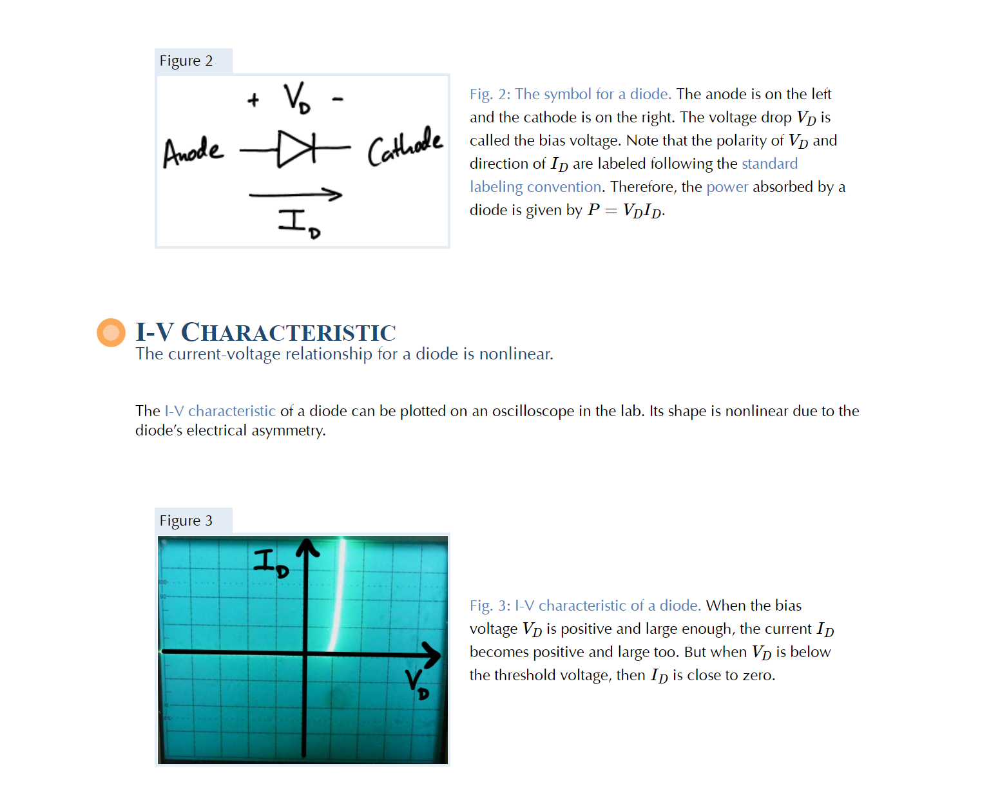 Figure 2
+ V_D -
Anode
Cathode
I_D
Fig. 2: The symbol for a diode. The anode is on the left
and the cathode is on the right. The voltage drop V_D is
called the bias voltage. Note that the polarity of V_D and
direction of I_D are labeled following the standard
labeling convention. Therefore, the power absorbed by a
diode is given by P = V_D I_D.
I-V CHARACTERISTIC
The current-voltage relationship for a diode is nonlinear.
The I-V characteristic of a diode can be plotted on an oscilloscope in the lab. Its shape is nonlinear due to the
diode’s electrical asymmetry.
Figure 3
I_D
100
90
V_D
Fig. 3: I-V characteristic of a diode. When the bias
voltage V_D is positive and large enough, the current I_D
becomes positive and large too. But when V_D is below
the threshold voltage, then I_D is close to zero.